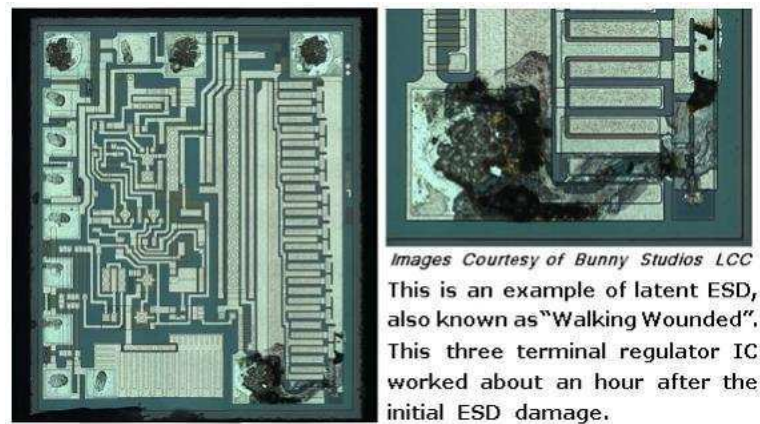 Images Courtesy of Bunny Studios LCC
This is an example of latent ESD,
also known as“Walking Wounded”.
This three terminal regulator IC
worked about an hour after the
initial ESD damage.